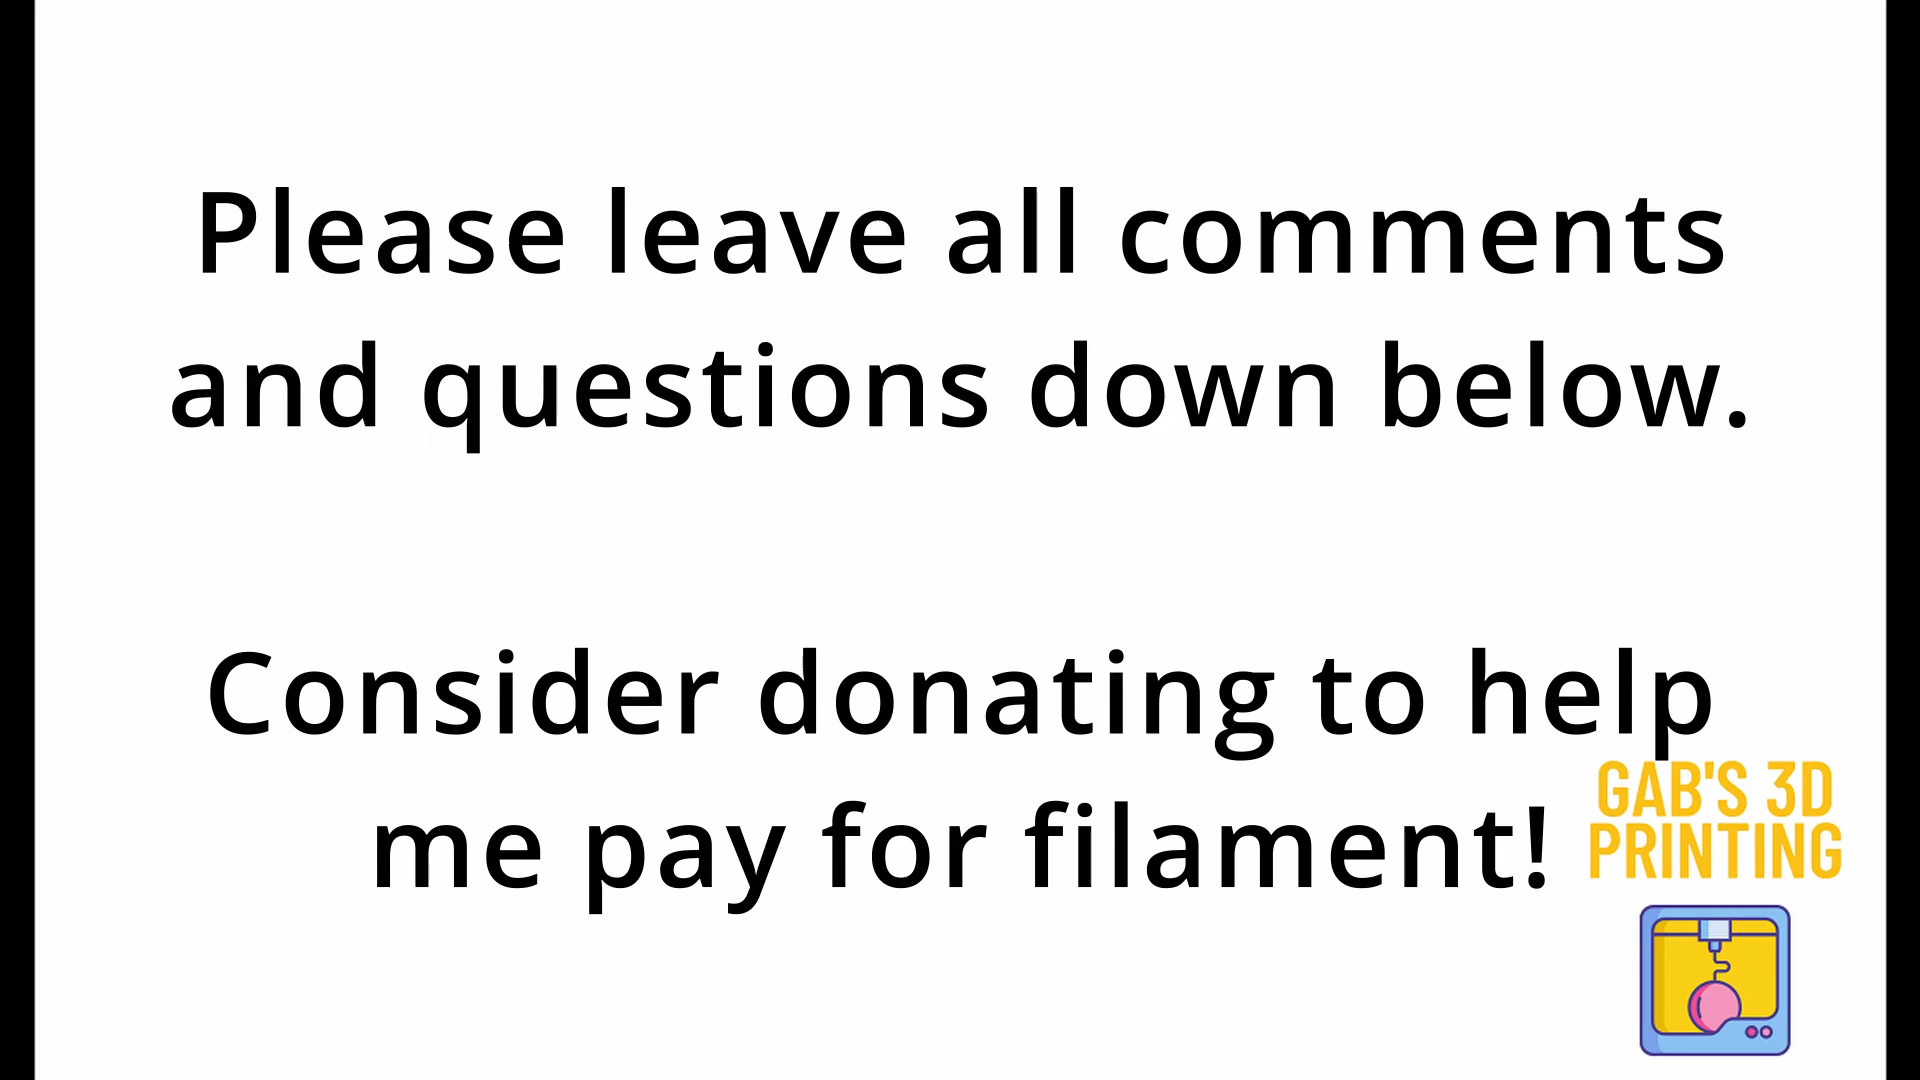 Please leave all comments
and questions down below.
Consider donating to help
me pay for filament!
GAB'S 3D
PRINTING